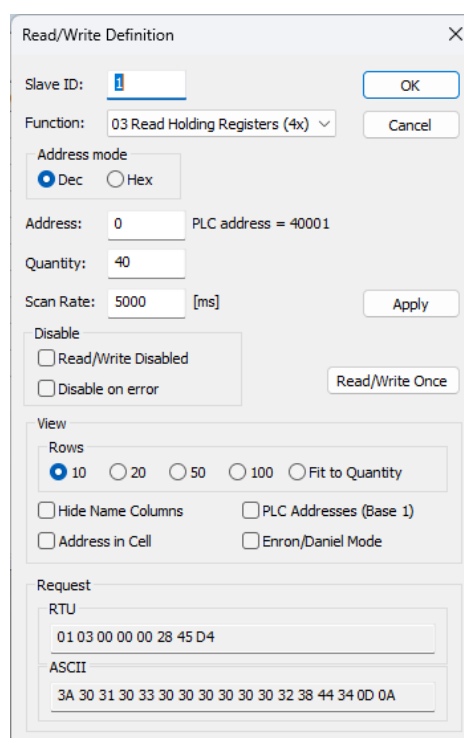 Read/Write Definition
Slave ID: 1 OK
Function: 03 Read Holding Registers (4x) Cancel
Address mode
Dec Hex
Address: 0 PLC address = 40001
Quantity: 40
Scan Rate: 5000 [ms] Apply
Disable
Read/Write Disabled
Disable on error
Read/Write Once
View
Rows
10 20 50 100 Fit to Quantity
Hide Name Columns PLC Addresses (Base 1)
Address in Cell Enron/Daniel Mode
Request
RTU
01 03 00 00 00 28 45 D4
ASCII
3A 30 31 30 33 30 30 30 30 30 30 32 38 44 34 0D 0A